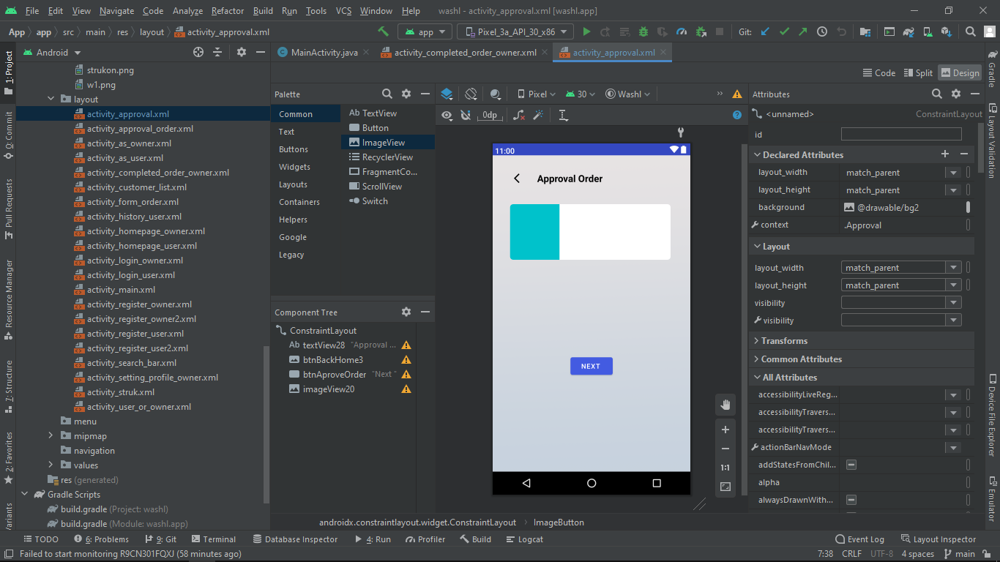 File Edit View Navigate Code Analyze Refactor Build Run Tools VCS Window Help washl - activity_approval.xml [washl.app]
App app src main res layout activity_approval.xml app Pixel_3a_API_30_x86 Git:
1: Project
0: Commit
Pull Requests
Resource Manager
7: Structure
2: Favorites
Android
strukon.png
w1.png
layout
activity_approval.xml
activity_approval_order.xml
activity_as_owner.xml
activity_as_user.xml
activity_completed_order_owner.xml
activity_customer_list.xml
activity_form_order.xml
activity_history_user.xml
activity_homepage_owner.xml
activity_homepage_user.xml
activity_login_owner.xml
activity_login_user.xml
activity_main.xml
activity_register_owner.xml
activity_register_owner2.xml
activity_register_user.xml
activity_register_user2.xml
activity_search_bar.xml
activity_setting_profile_owner.xml
activity_struk.xml
activity_user_or_owner.xml
menu
mipmap
navigation
values
res (generated)
Gradle Scripts
build.gradle (Project: washl)
build.gradle (Module: washl.app)
MainActivity.java activity_completed_order_owner.xml activity_approval.xml
Code Split Design
Palette
Common
Text
Buttons
Widgets
Layouts
Containers
Helpers
Google
Legacy
Ab TextView
Button
ImageView
RecyclerView
FragmentCo...
ScrollView
Switch
Component Tree
ConstraintLayout
Ab textView28 "Approval ...
btnBackHome3
btnAproveOrder "Next "
imageView20
Pixel 30 Washl
0dp
11:00
Approval Order
NEXT
1:1
androidx.constraintlayout.widget.ConstraintLayout ImageButton
Attributes
<unnamed> ConstraintLayout
id
Declared Attributes
layout_width match_parent
layout_height match_parent
background @drawable/bg2
context .Approval
Layout
layout_width match_parent
layout_height match_parent
visibility
visibility
Transforms
Common Attributes
All Attributes
accessibilityLiveReg...
accessibilityTravers...
accessibilityTravers...
actionBarNavMode
addStatesFromChil...
alpha
alwaysDrawnWith...
Gradle
Layout Validation
Device File Explorer
Emulator
TODO 6: Problems 9: Git Terminal Database Inspector 4: Run Profiler Build Logcat Event Log Layout Inspector
Failed to start monitoring R9CN301FQXJ (58 minutes ago) 7:38 CRLF UTF-8 4 spaces main